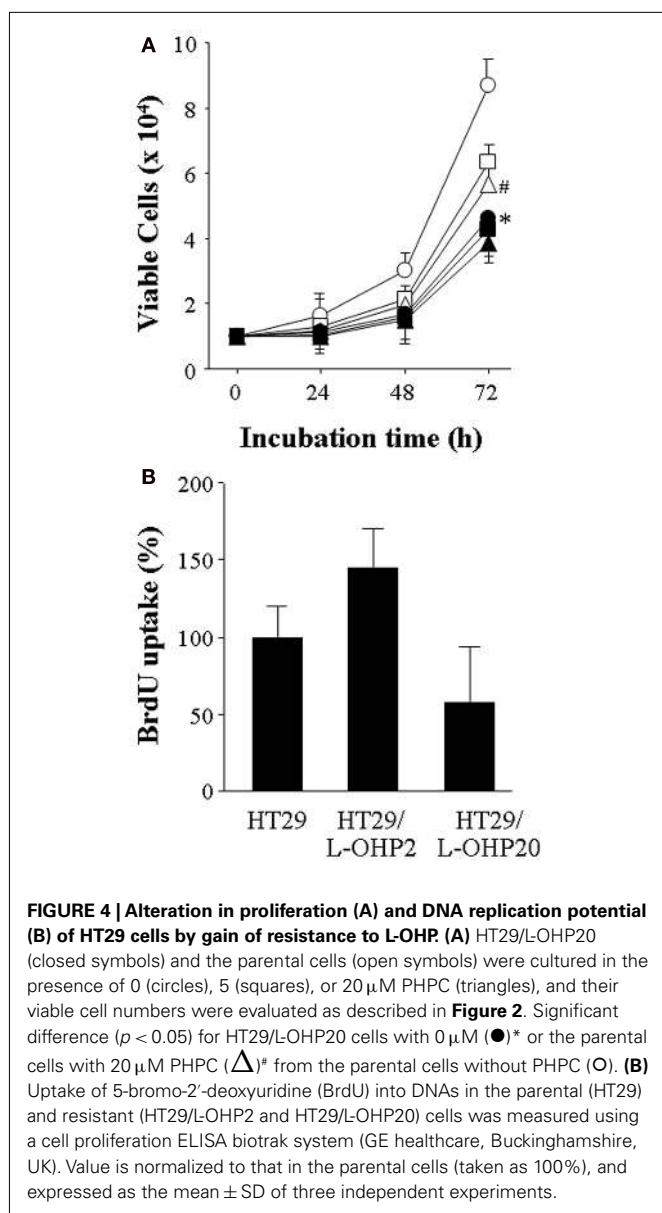 A
10
8
6
4
2
0
Viable Cells (x 10⁴)
#
*
0 24 48 72
Incubation time (h)
B
200
150
100
50
0
BrdU uptake (%)
HT29 HT29/ HT29/
L-OHP2 L-OHP20
FIGURE 4 | Alteration in proliferation (A) and DNA replication potential
(B) of HT29 cells by gain of resistance to L-OHP. (A) HT29/L-OHP20
(closed symbols) and the parental cells (open symbols) were cultured in the
presence of 0 (circles), 5 (squares), or 20 μM PHPC (triangles), and their
viable cell numbers were evaluated as described in Figure 2. Significant
difference (p < 0.05) for HT29/L-OHP20 cells with 0 μM (●)* or the parental
cells with 20 μM PHPC (△)# from the parental cells without PHPC (○). (B)
Uptake of 5-bromo-2′-deoxyuridine (BrdU) into DNAs in the parental (HT29)
and resistant (HT29/L-OHP2 and HT29/L-OHP20) cells was measured using
a cell proliferation ELISA biotrak system (GE healthcare, Buckinghamshire,
UK). Value is normalized to that in the parental cells (taken as 100%), and
expressed as the mean ± SD of three independent experiments.